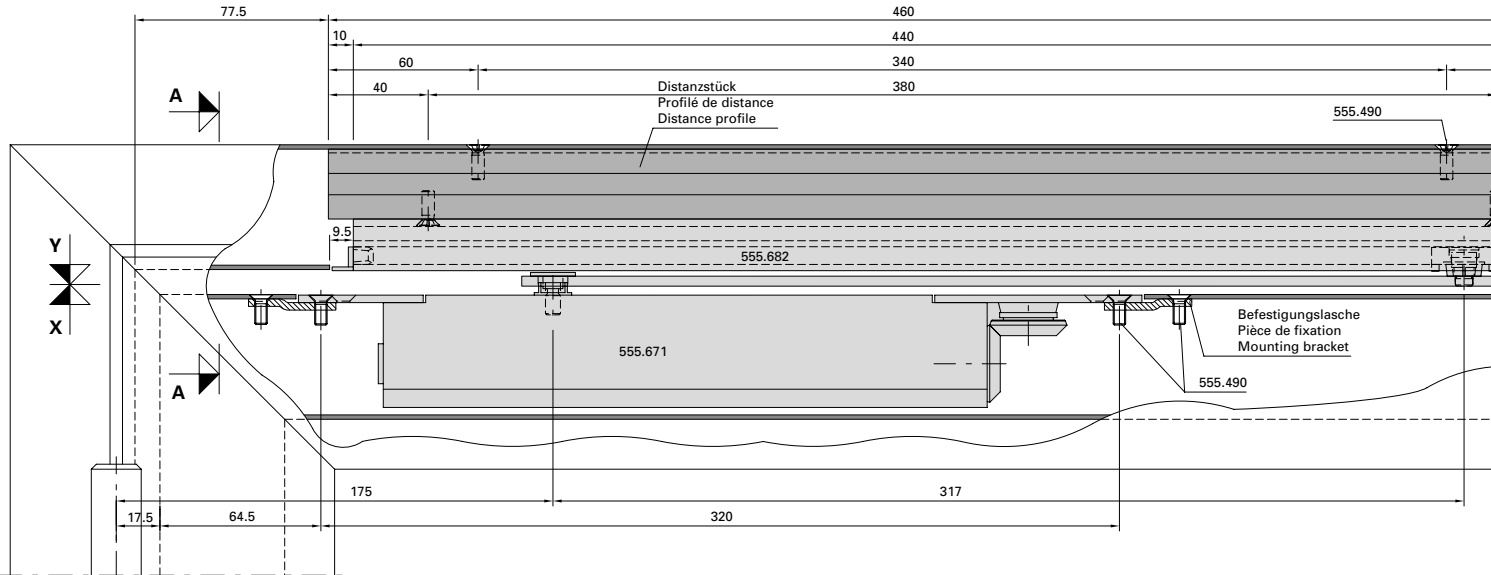 77.5
460
10
440
60
340
40
380
A
Distanzstück
Profilé de distance
Distance profile
555.490
Y
X
9.5
555.682
555.671
Befestigungslasche
Pièce de fixation
Mounting bracket
555.490
A
175
317
17.5
64.5
320